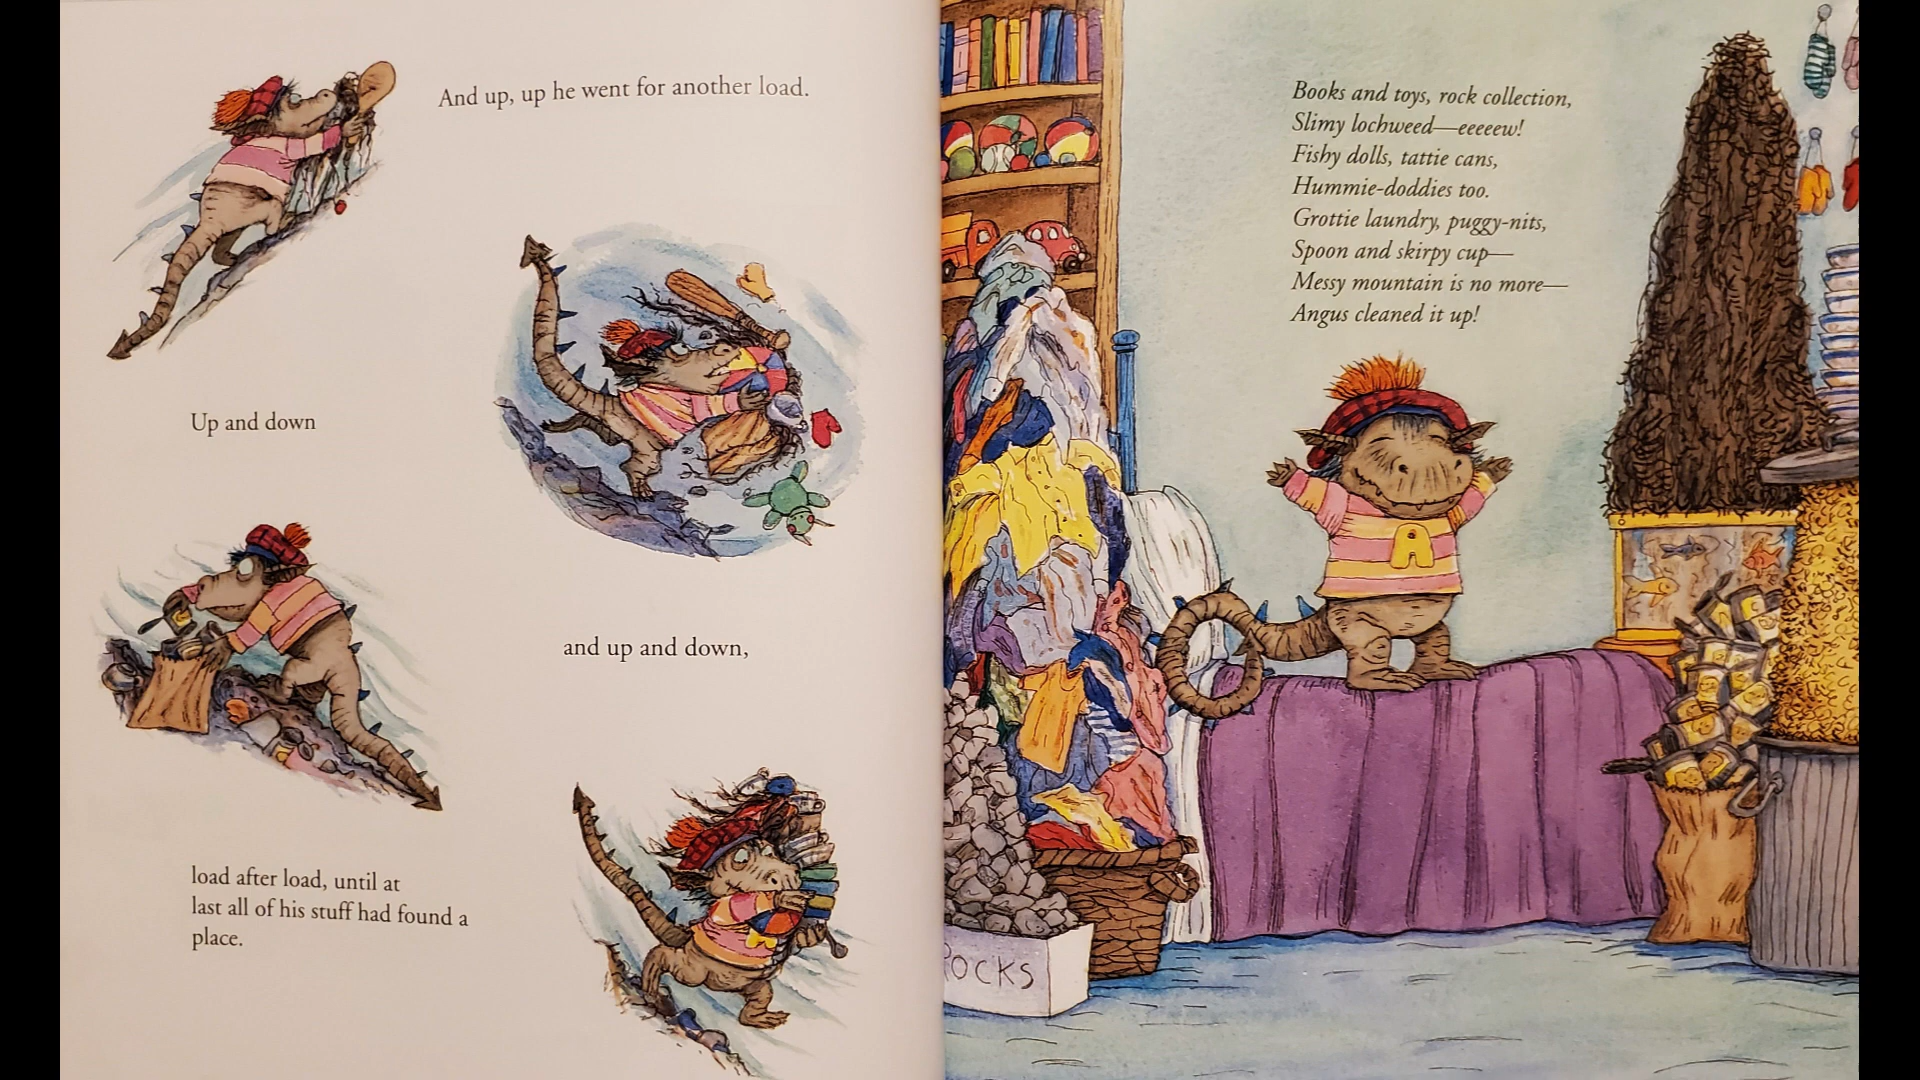 And up, up he went for another load.
Up and down
and up and down,
load after load, until at
last all of his stuff had found a
place.
Books and toys, rock collection,
Slimy lochweed—eeeeew!
Fishy dolls, tattie cans,
Hummie-doddies too.
Grottie laundry, puggy-nits,
Spoon and skirpy cup—
Messy mountain is no more—
Angus cleaned it up!
A
A
ROCKS